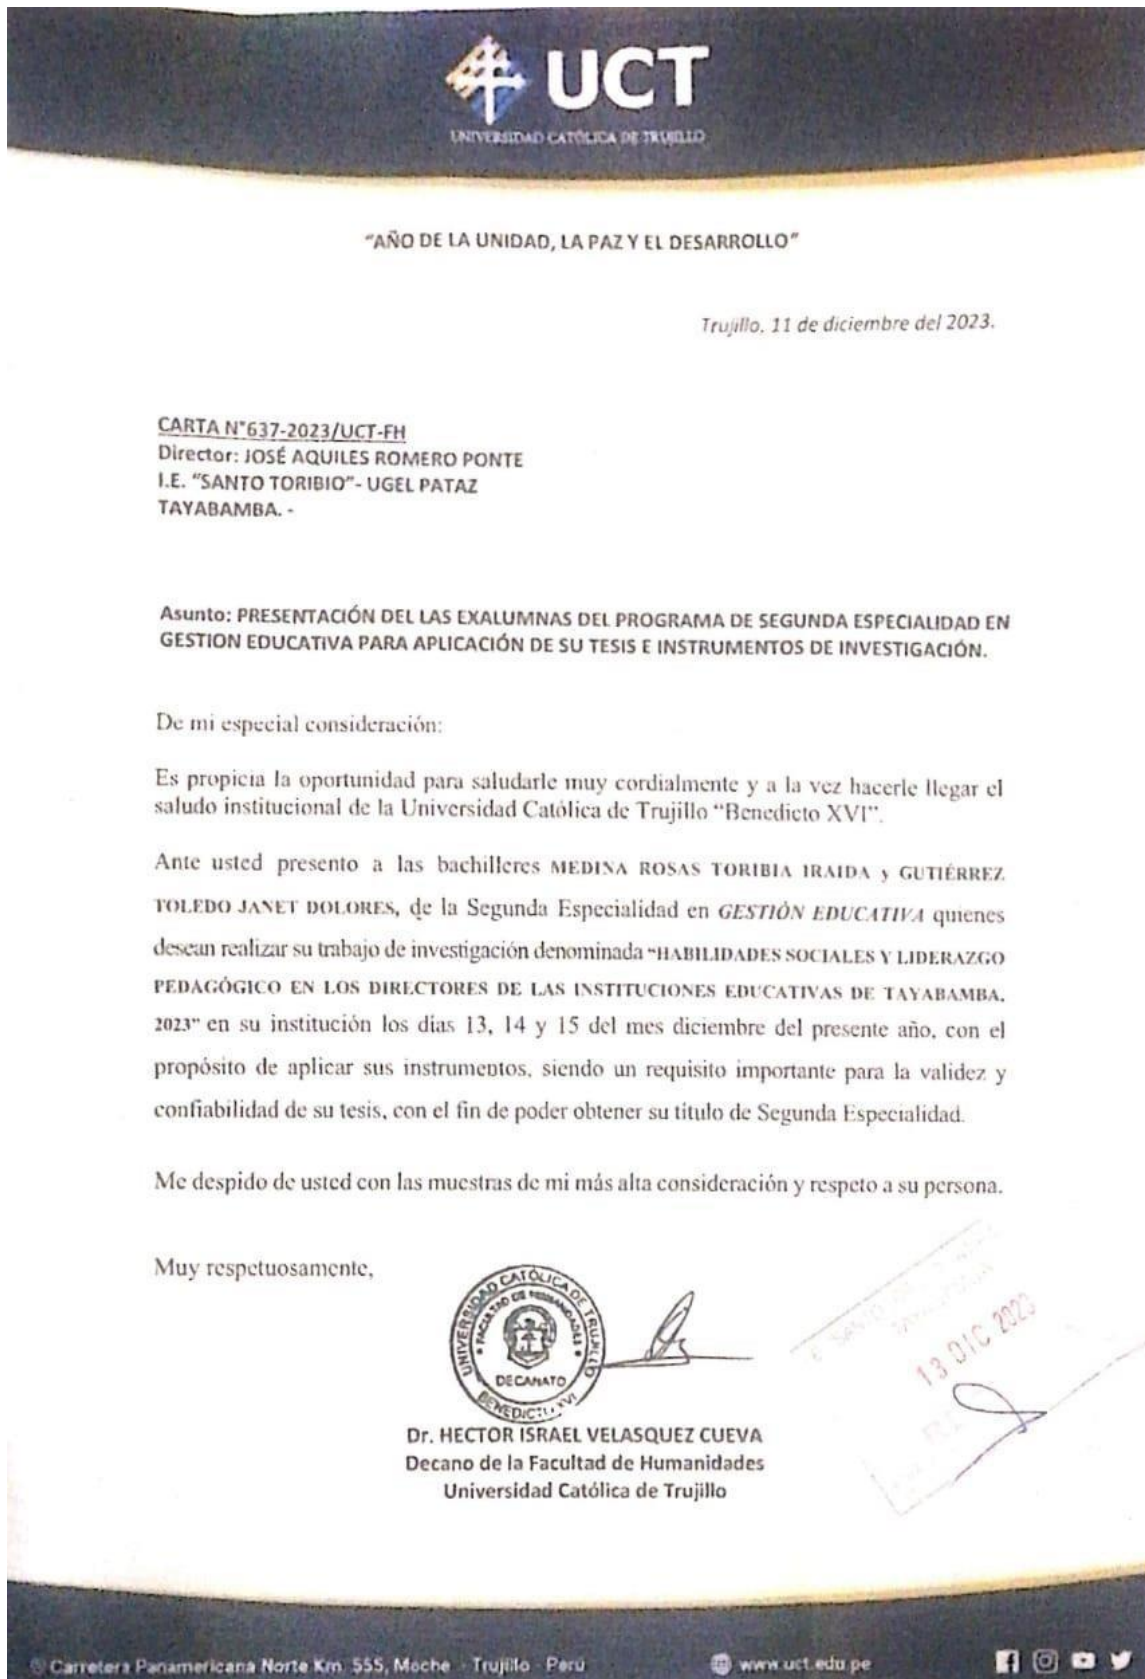 UCT
UNIVERSIDAD CATÓLICA DE TRUJILLO
“AÑO DE LA UNIDAD, LA PAZ Y EL DESARROLLO”
Trujillo, 11 de diciembre del 2023.
CARTA N°637-2023/UCT-FH
Director: JOSÉ AQUILES ROMERO PONTE
I.E. “SANTO TORIBIO”- UGEL PATAZ
TAYABAMBA. -
Asunto: PRESENTACIÓN DEL LAS EXALUMNAS DEL PROGRAMA DE SEGUNDA ESPECIALIDAD EN
GESTION EDUCATIVA PARA APLICACIÓN DE SU TESIS E INSTRUMENTOS DE INVESTIGACIÓN.
De mi especial consideración:
Es propicia la oportunidad para saludarle muy cordialmente y a la vez hacerle llegar el
saludo institucional de la Universidad Católica de Trujillo “Benedicto XVI”.
Ante usted presento a las bachilleres MEDINA ROSAS TORIBIA IRAIDA y GUTIÉRREZ
TOLEDO JANET DOLORES, de la Segunda Especialidad en GESTIÓN EDUCATIVA quienes
desean realizar su trabajo de investigación denominada “HABILIDADES SOCIALES Y LIDERAZGO
PEDAGÓGICO EN LOS DIRECTORES DE LAS INSTITUCIONES EDUCATIVAS DE TAYABAMBA,
2023” en su institución los días 13, 14 y 15 del mes diciembre del presente año, con el
propósito de aplicar sus instrumentos, siendo un requisito importante para la validez y
confiabilidad de su tesis, con el fin de poder obtener su titulo de Segunda Especialidad.
Me despido de usted con las muestras de mi más alta consideración y respeto a su persona.
Muy respetuosamente,
UNIVERSIDAD CATÓLICA DE TRUJILLO
FACULTAD DE HUMANIDADES
DECANATO
BENEDICTO XVI
SANTO
13 DIC 2023
Dr. HECTOR ISRAEL VELASQUEZ CUEVA
Decano de la Facultad de Humanidades
Universidad Católica de Trujillo
Carretera Panamericana Norte Km. 555, Moche - Trujillo - Perú
www.uct.edu.pe